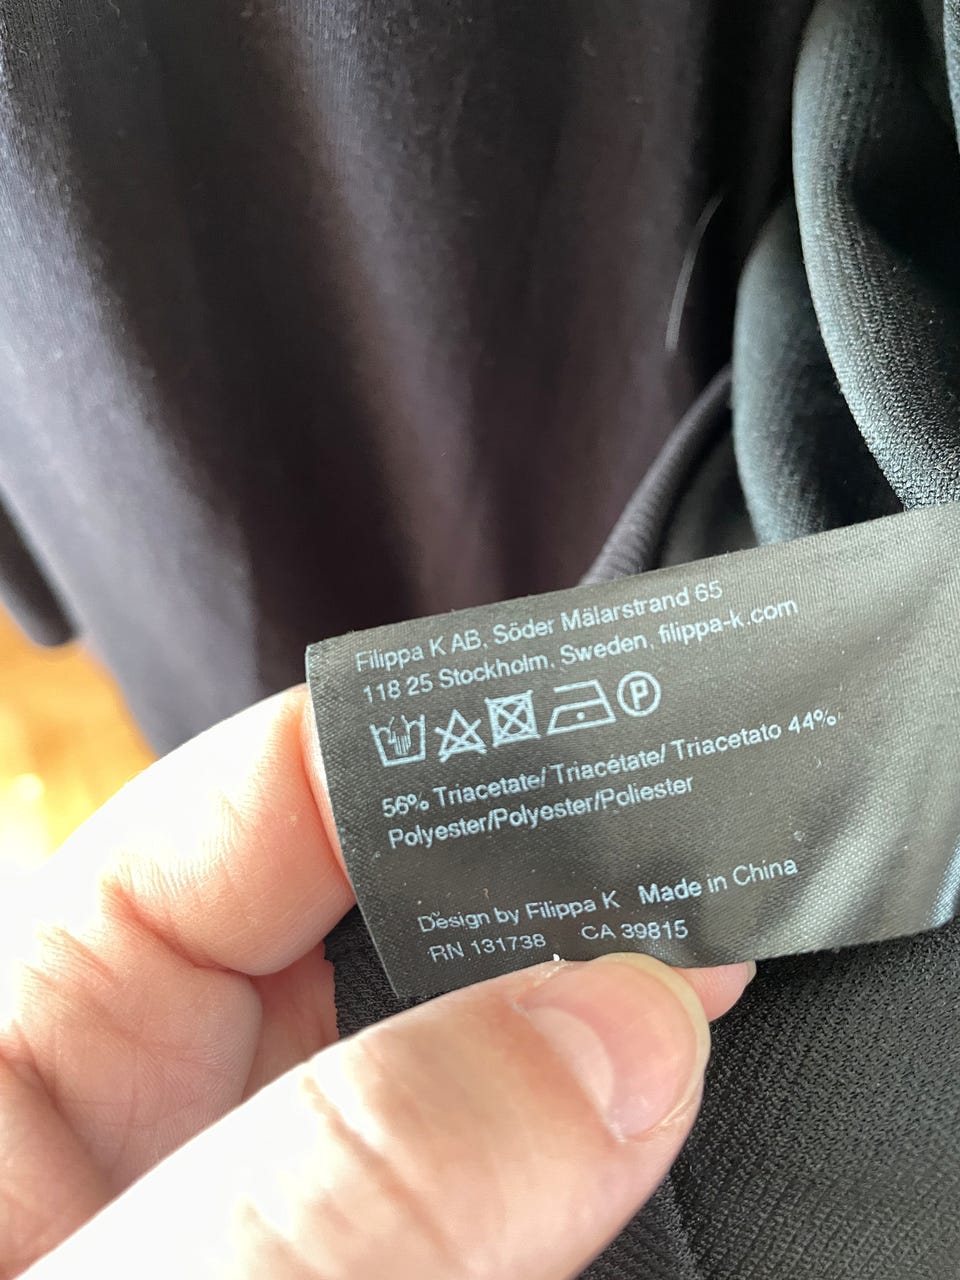 Filippa K AB, Söder Mälarstrand 65
118 25 Stockholm, Sweden, filippa-k.com
P
56% Triacetate/ Triacétate/ Triacetato 44%
Polyester/Polyester/Poliester
Design by Filippa K Made in China
RN 131738 CA 39815